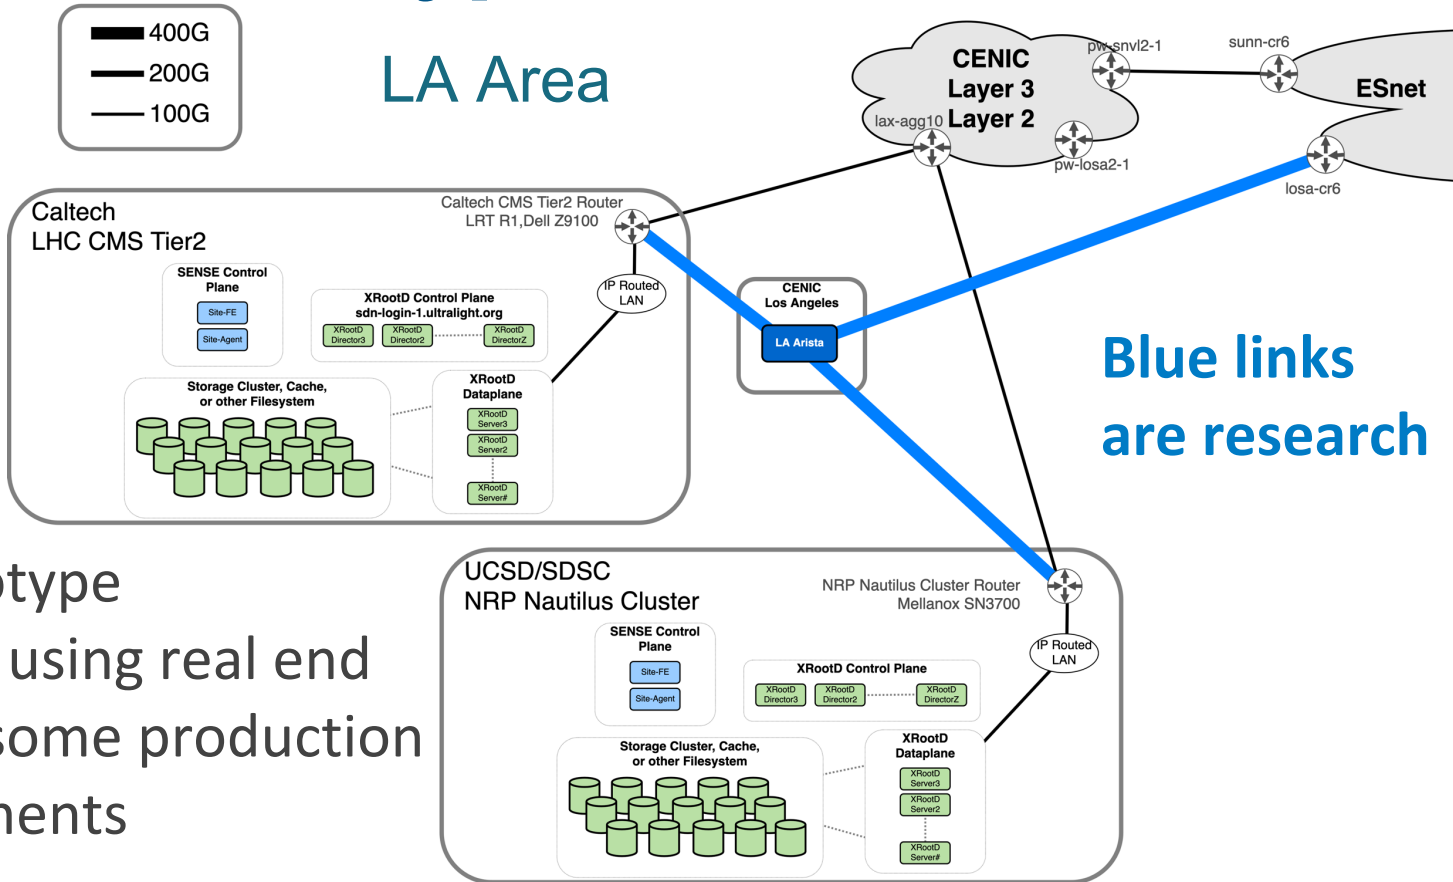 400G
200G
100G
LA Area
CENIC
Layer 3
Layer 2
pw-snvl2-1
sunn-cr6
ESnet
lax-agg10
pw-losa2-1
losa-cr6
Caltech
LHC CMS Tier2
Caltech CMS Tier2 Router
LRT R1,Dell Z9100
IP Routed
LAN
SENSE Control
Plane
Site-FE
Site-Agent
XRootD Control Plane
sdn-login-1.ultralight.org
XRootD
Director3
XRootD
Director2
XRootD
DirectorZ
Storage Cluster, Cache,
or other Filesystem
XRootD
Dataplane
XRootD
Server3
XRootD
Server2
XRootD
Server#
CENIC
Los Angeles
LA Arista
Blue links
are research
otype
using real end
some production
nents
UCSD/SDSC
NRP Nautilus Cluster
NRP Nautilus Cluster Router
Mellanox SN3700
IP Routed
LAN
SENSE Control
Plane
Site-FE
Site-Agent
XRootD Control Plane
XRootD
Director3
XRootD
Director2
XRootD
DirectorZ
Storage Cluster, Cache,
or other Filesystem
XRootD
Dataplane
XRootD
Server3
XRootD
Server2
XRootD
Server#